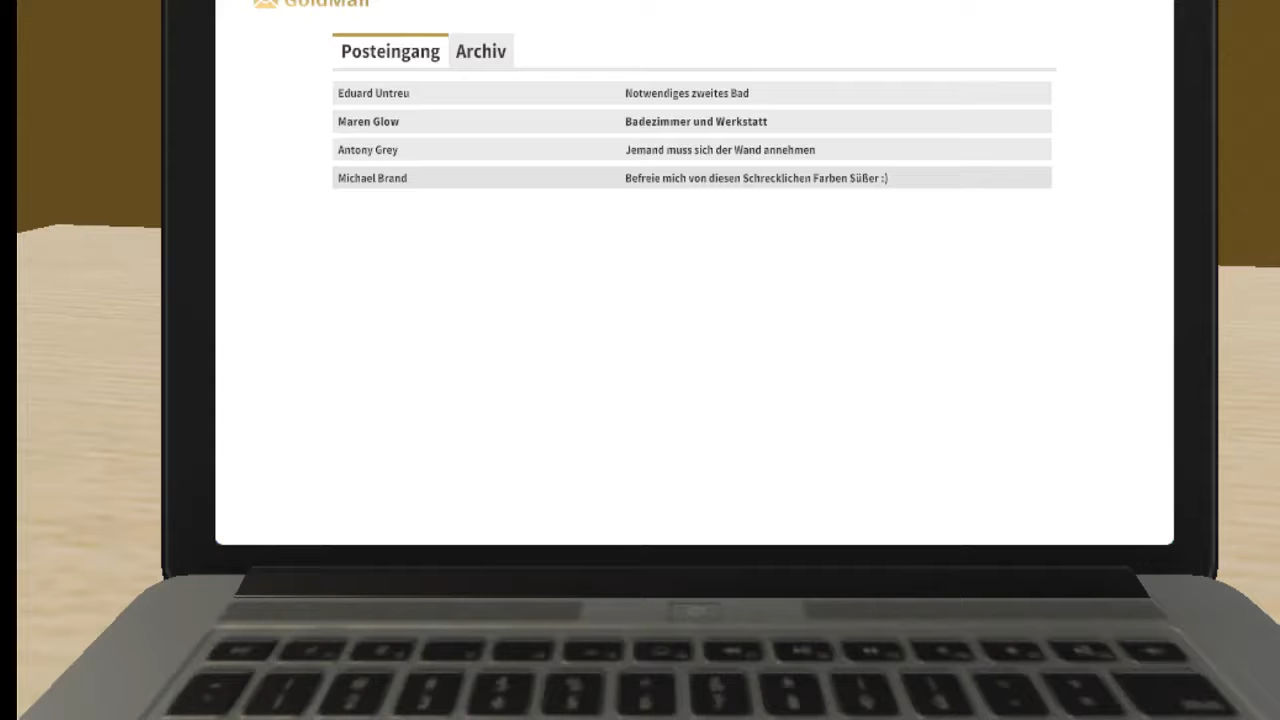 GoldMail
Posteingang Archiv
Eduard Untreu Notwendiges zweites Bad
Maren Glow Badezimmer und Werkstatt
Antony Grey Jemand muss sich der Wand annehmen
Michael Brand Befreie mich von diesen Schrecklichen Farben Süßer :)